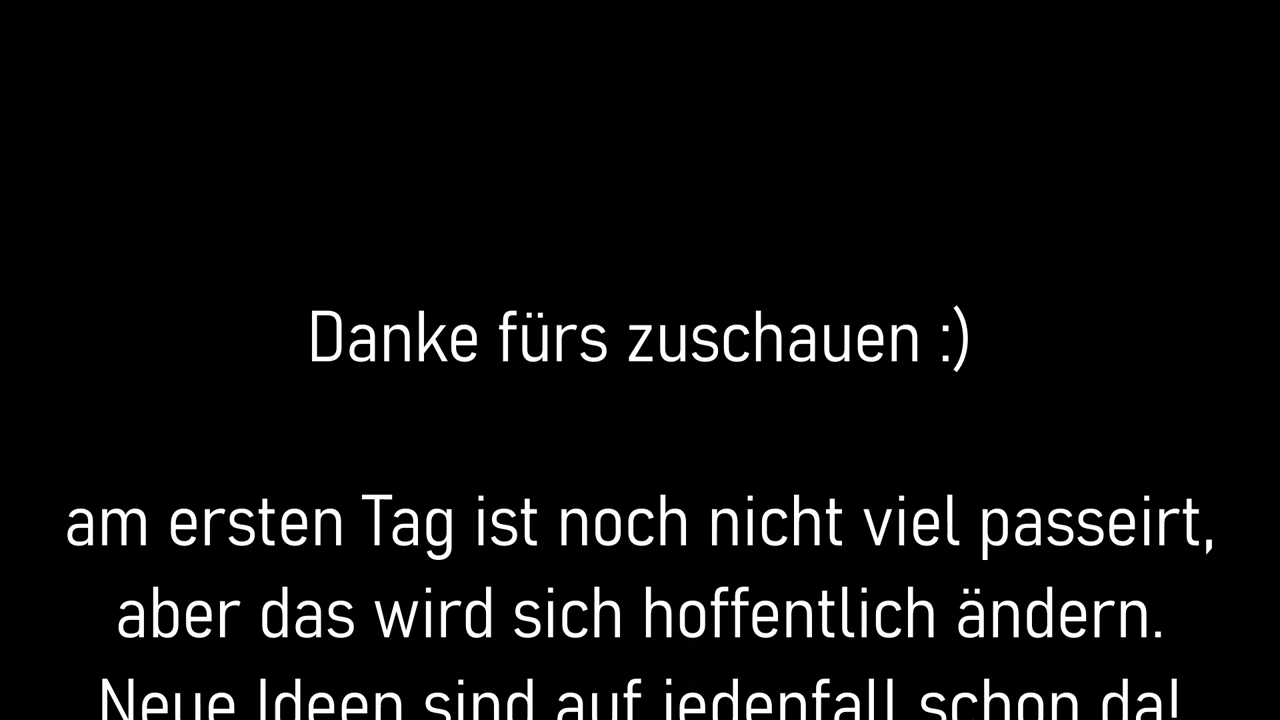 Danke fürs zuschauen :)
am ersten Tag ist noch nicht viel passeirt,
aber das wird sich hoffentlich ändern.
Neue Ideen sind auf jedenfall schon da!